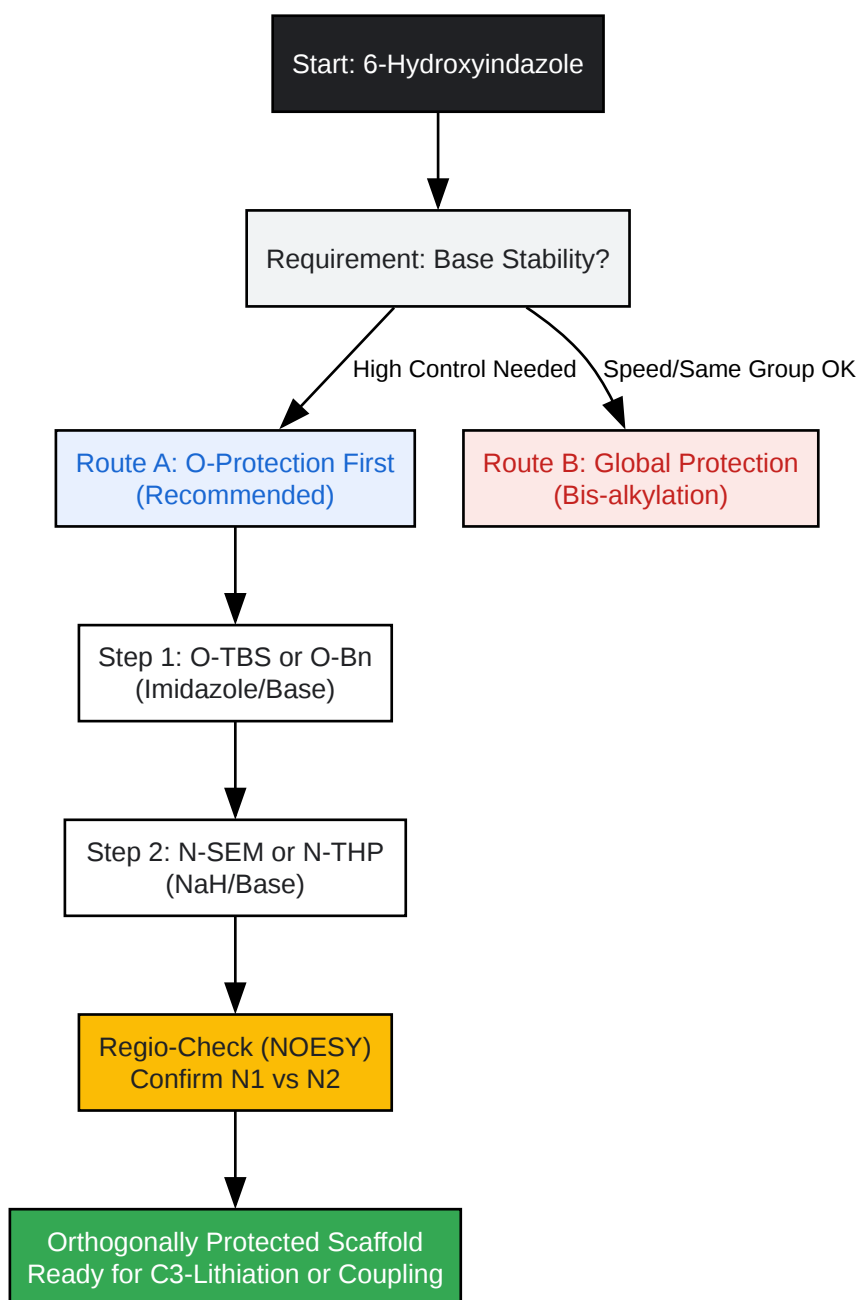 Start: 6-Hydroxyindazole
Requirement: Base Stability?
High Control Needed
Speed/Same Group OK
Route A: O-Protection First
(Recommended)
Route B: Global Protection
(Bis-alkylation)
Step 1: O-TBS or O-Bn
(Imidazole/Base)
Step 2: N-SEM or N-THP
(NaH/Base)
Regio-Check (NOESY)
Confirm N1 vs N2
Orthogonally Protected Scaffold
Ready for C3-Lithiation or Coupling